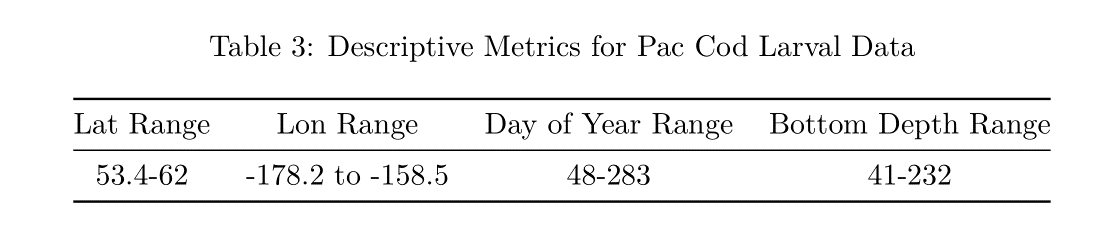 Table 3: Descriptive Metrics for Pac Cod Larval Data
Lat Range Lon Range Day of Year Range Bottom Depth Range
53.4-62 -178.2 to -158.5 48-283 41-232